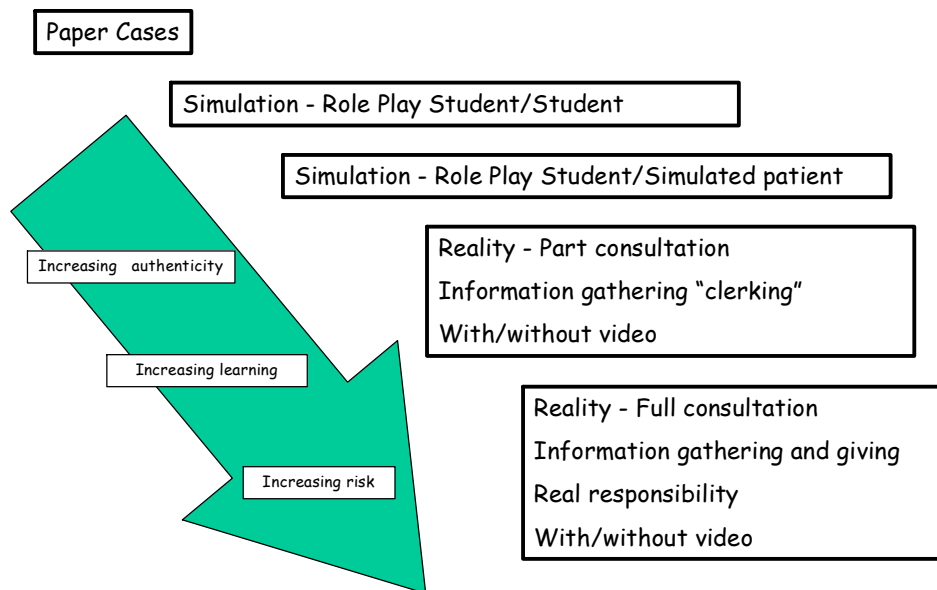 Paper Cases
Simulation - Role Play Student/Student
Simulation - Role Play Student/Simulated patient
Reality - Part consultation
Information gathering “clerking”
With/without video
Increasing authenticity
Increasing learning
Increasing risk
Reality - Full consultation
Information gathering and giving
Real responsibility
With/without video